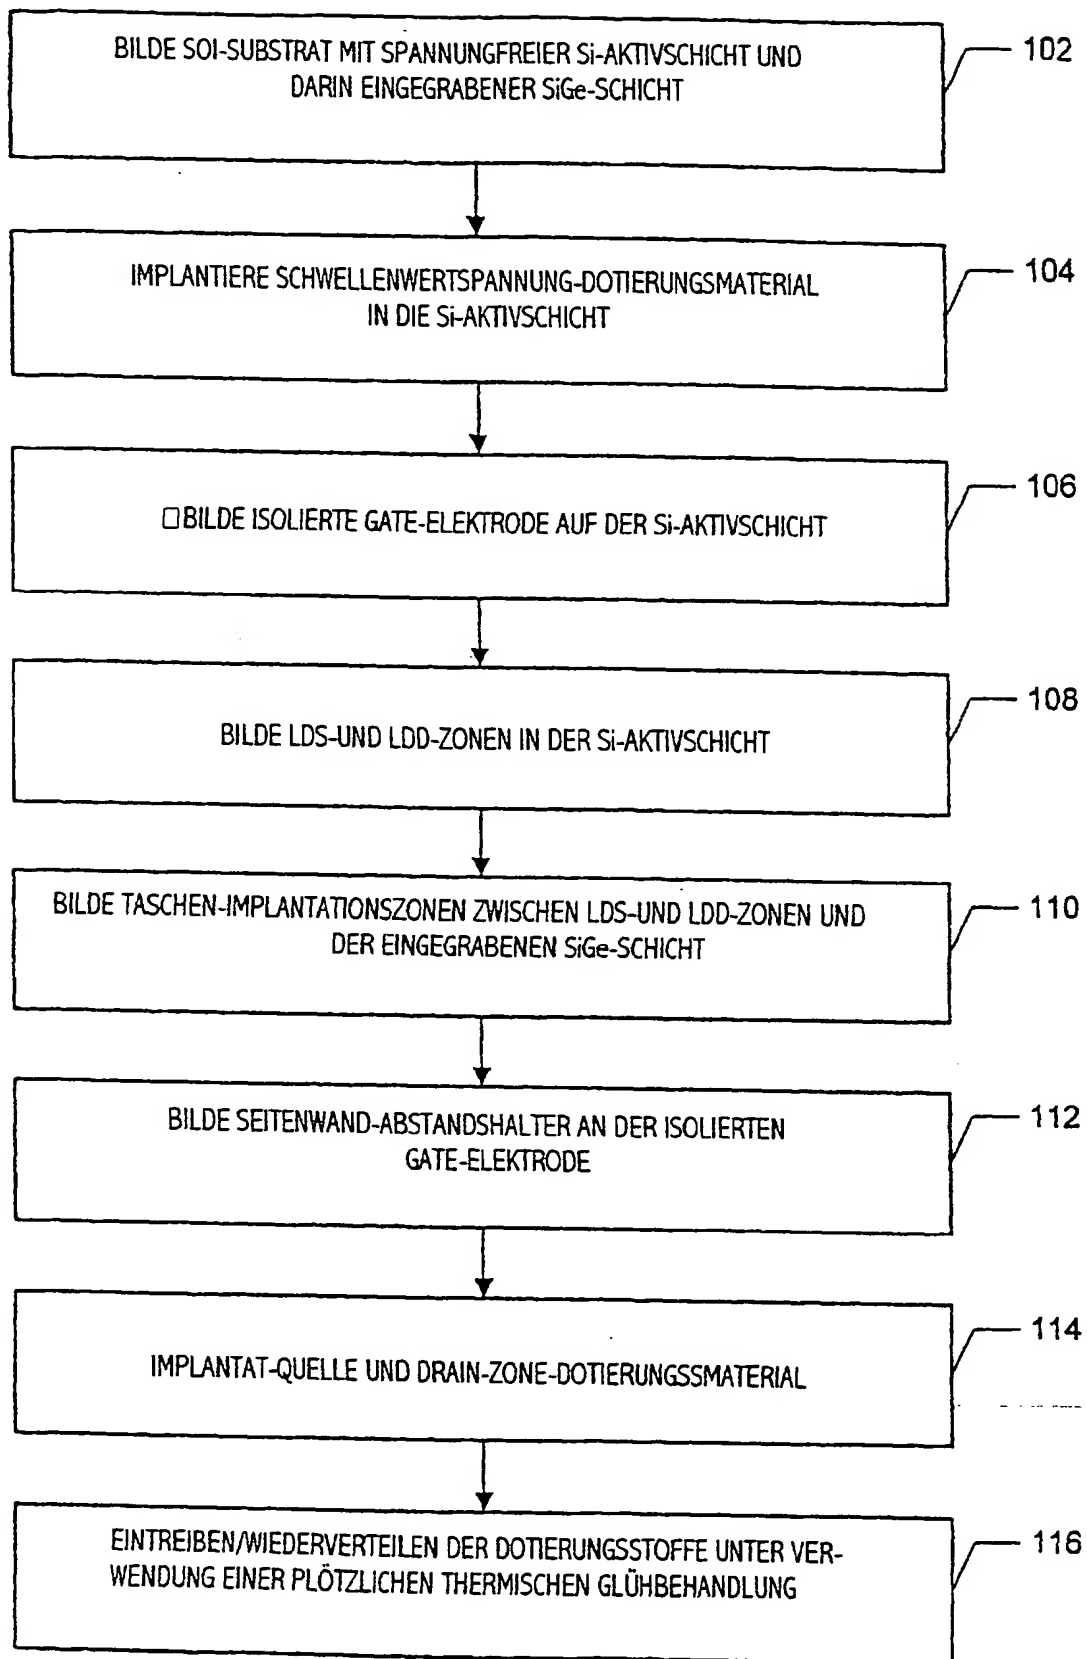 BILDE SOI-SUBSTRAT MIT SPANNUNGFREIER Si-AKTIVSCHICHT UND
DARIN EINGEGRABENER SiGe-SCHICHT
102
IMPLANTIERE SCHWELLENWERTSPANNUNG-DOTIERUNGSMATERIAL
IN DIE Si-AKTIVSCHICHT
104
□BILDE ISOLIERTE GATE-ELEKTRODE AUF DER Si-AKTIVSCHICHT
106
BILDE LDS-UND LDD-ZONEN IN DER Si-AKTIVSCHICHT
108
BILDE TASCHEN-IMPLANTATIONSZONEN ZWISCHEN LDS-UND LDD-ZONEN UND
DER EINGEGRABENEN SiGe-SCHICHT
110
BILDE SEITENWAND-ABSTANDSHALTER AN DER ISOLIERTEN
GATE-ELEKTRODE
112
IMPLANTAT-QUELLE UND DRAIN-ZONE-DOTIERUNGSSMATERIAL
114
EINTREIBEN/WIEDERVERTEILEN DER DOTIERUNGSSTOFFE UNTER VER-
WENDUNG EINER PLÖTZLICHEN THERMISCHEN GLÜHBEHANDLUNG
116